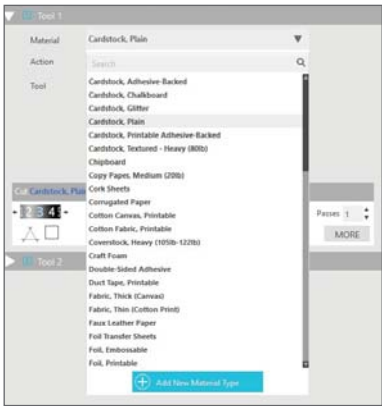 Tool 1
Material
Cardstock, Plain
Action
Search
Tool
Cardstock, Adhesive-Backed
Cardstock, Chalkboard
Cardstock, Glitter
Cardstock, Plain
Cardstock, Printable Adhesive-Backed
Cardstock, Textured - Heavy (80lb)
Chipboard
Copy Paper, Medium (20lb)
Cork Sheets
Corrugated Paper
Cotton Canvas, Printable
Cotton Fabric, Printable
Coverstock, Heavy (105lb-122lb)
Craft Foam
Double-Sided Adhesive
Duct Tape, Printable
Fabric, Thick (Canvas)
Fabric, Thin (Cotton Print)
Faux Leather Paper
Foil Transfer Sheets
Foil, Embossable
Foil, Printable
Add New Material Type
Cut Cardstock, Plai
- 2 3 4 +
Passes 1
MORE
Tool 2